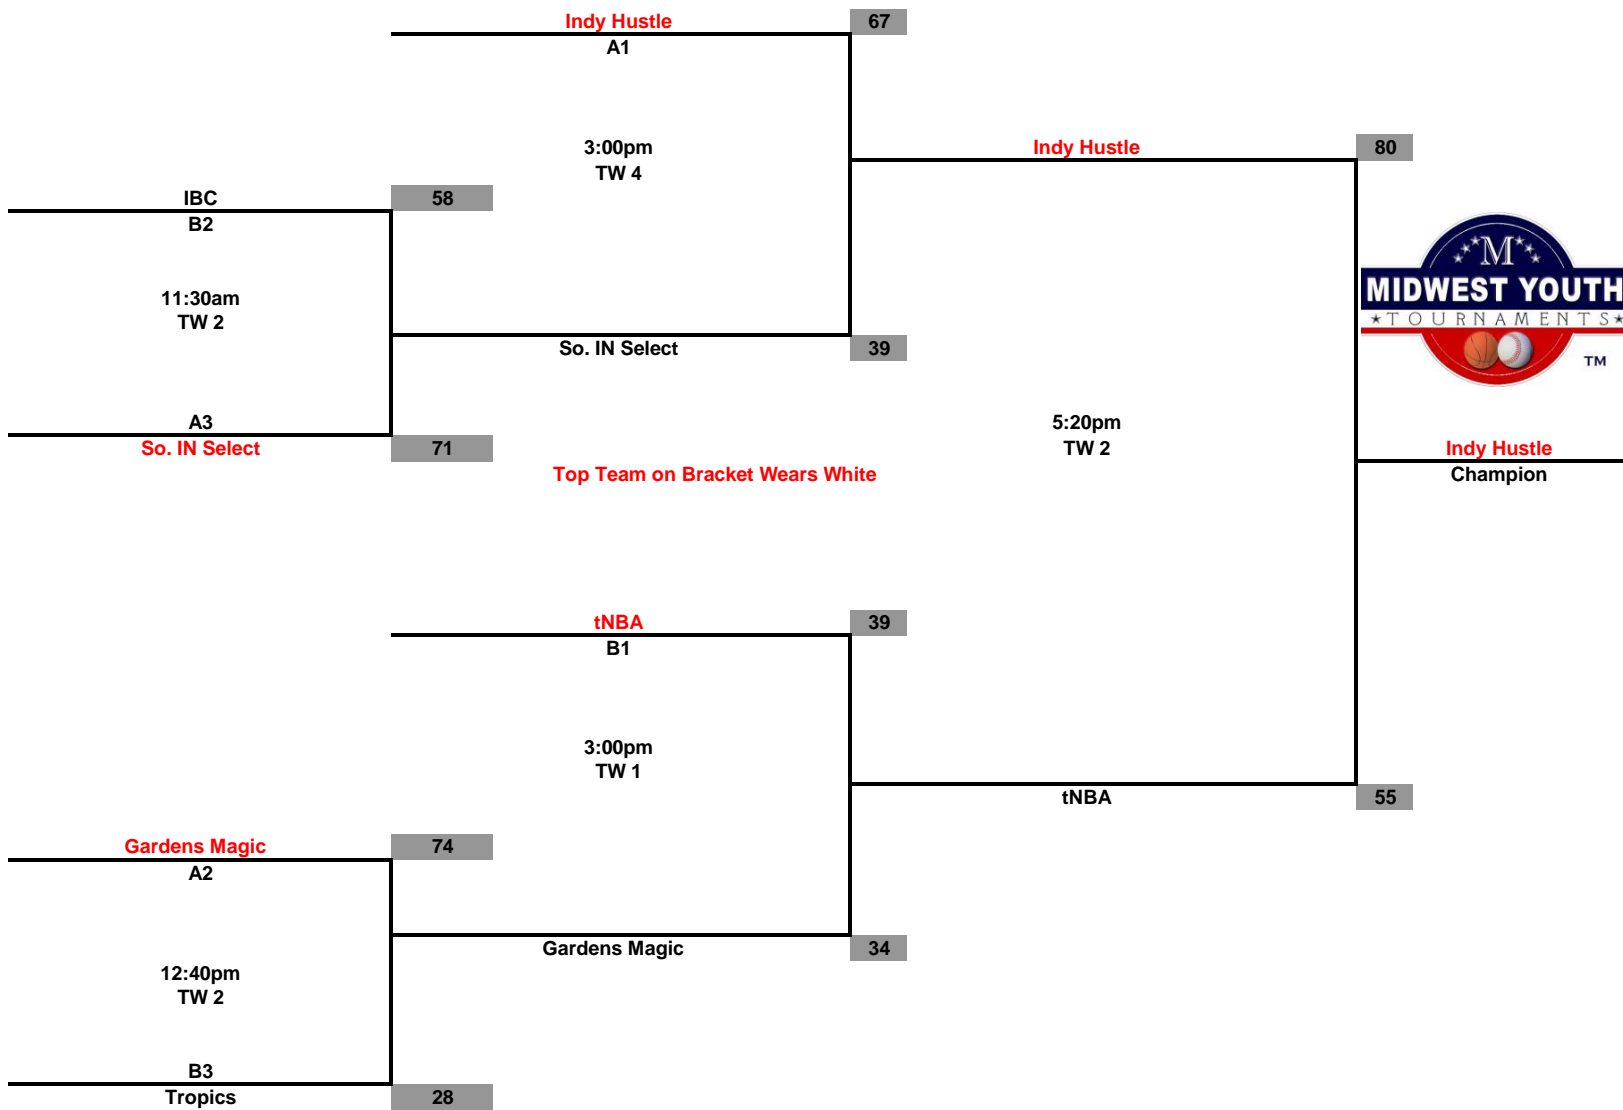 Indy Hustle 67
A1
3:00pm
TW 4
Indy Hustle 80
IBC 58
B2
11:30am
TW 2
So. IN Select 39
A3
So. IN Select 71
M
MIDWEST YOUTH
★TOURNAMENTS★
TM
5:20pm
TW 2
Indy Hustle
Champion
Top Team on Bracket Wears White
tNBA 39
B1
3:00pm
TW 1
tNBA 55
Gardens Magic 74
A2
Gardens Magic 34
12:40pm
TW 2
B3
Tropics 28